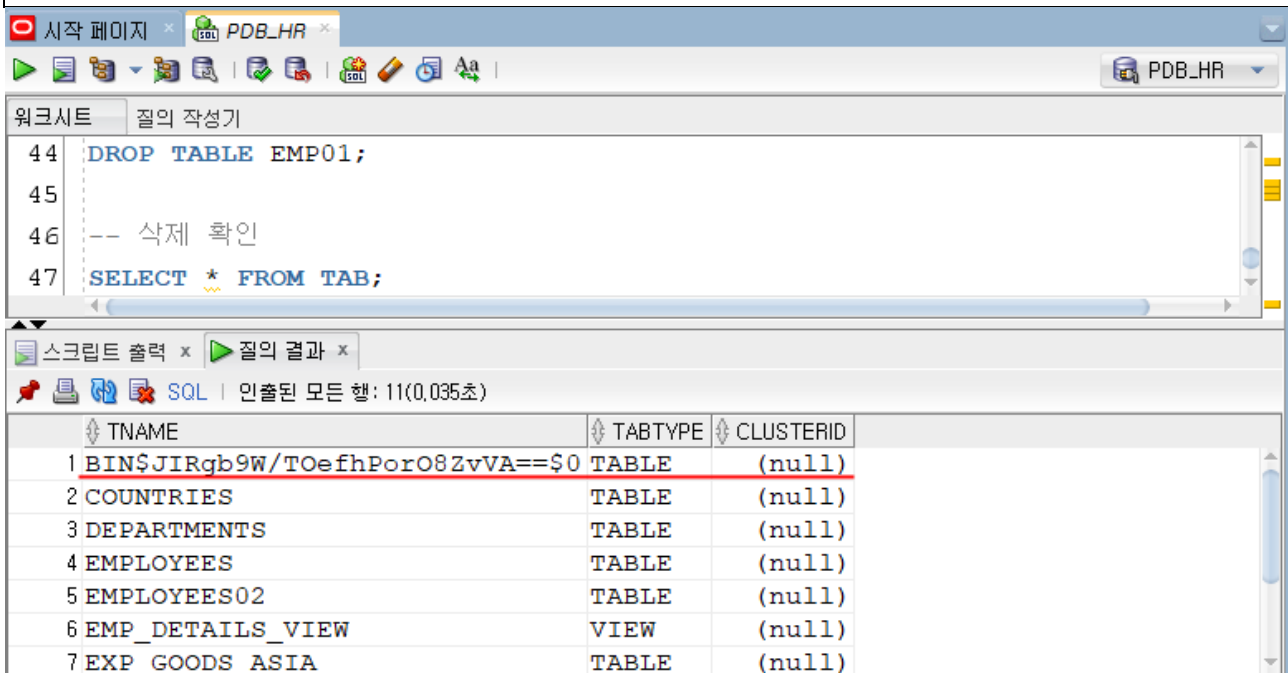 시작 페이지 PDB_HR
PDB_HR
워크시트 질의 작성기
44 DROP TABLE EMP01;
45
46 -- 삭제 확인
47 SELECT * FROM TAB;
스크립트 출력 x 질의 결과 x
SQL | 인출된 모든 행: 11(0,035초)
TNAME TABTYPE CLUSTERID
1 BIN$JIRgb9W/TOefhPorO8ZvVA==$0 TABLE (null)
2 COUNTRIES TABLE (null)
3 DEPARTMENTS TABLE (null)
4 EMPLOYEES TABLE (null)
5 EMPLOYEES02 TABLE (null)
6 EMP_DETAILS_VIEW VIEW (null)
7 EXP_GOODS_ASIA TABLE (null)